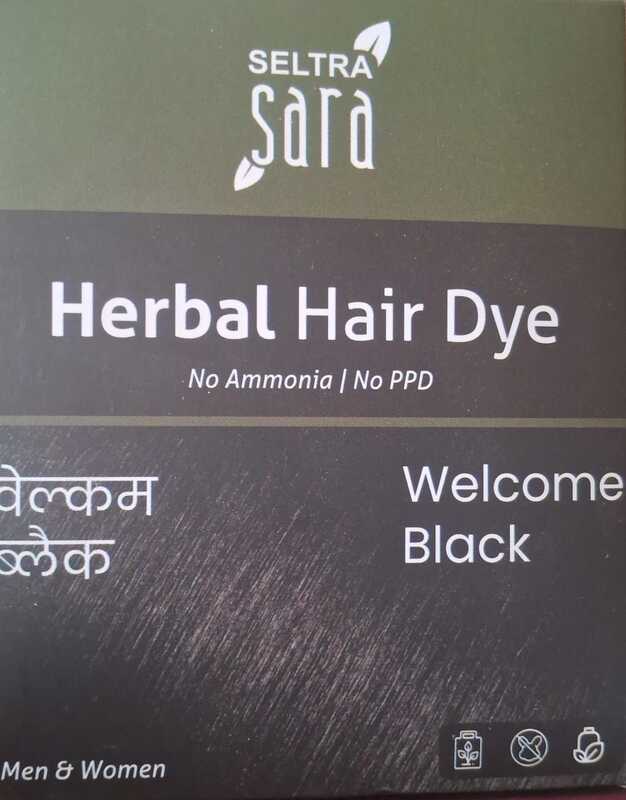 SELTRA
sara
Herbal Hair Dye
No Ammonia | No PPD
वेल्कम
ब्लैक
Welcome
Black
Men & Women